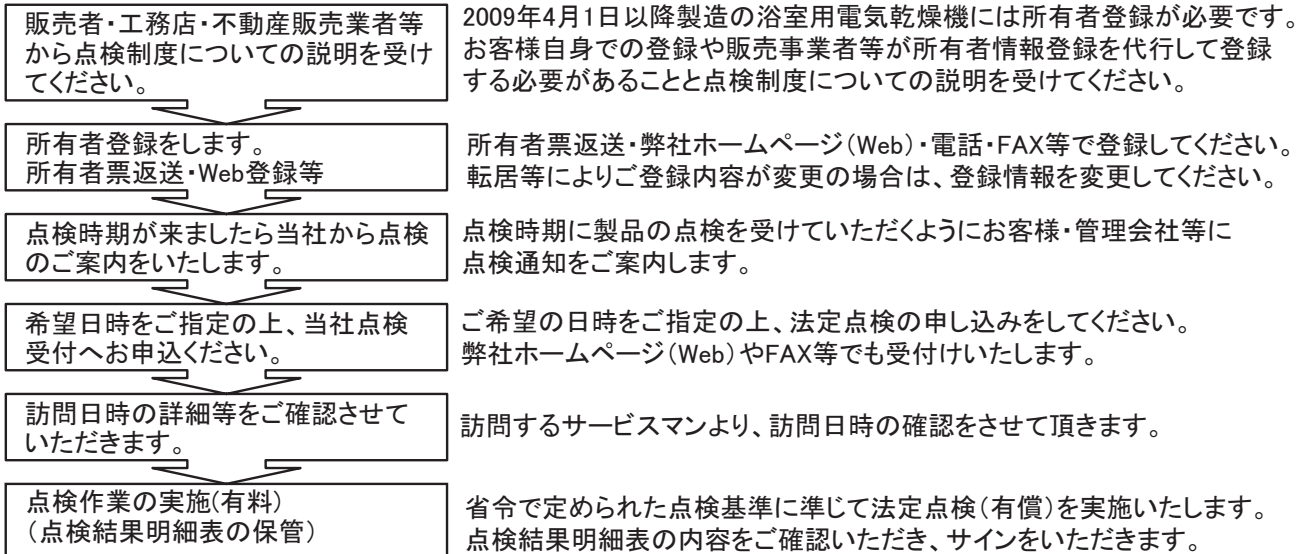 販売者・工務店・不動産販売業者等
から点検制度についての説明を受け
てください。
2009年4月1日以降製造の浴室用電気乾燥機には所有者登録が必要です。
お客様自身での登録や販売事業者等が所有者情報登録を代行して登録
する必要があることと点検制度についての説明を受けてください。
所有者登録をします。
所有者票返送・Web登録等
所有者票返送・弊社ホームページ(Web)・電話・FAX等で登録してください。
転居等によりご登録内容が変更の場合は、登録情報を変更してください。
点検時期が来ましたら当社から点検
のご案内をいたします。
点検時期に製品の点検を受けていただくようにお客様・管理会社等に
点検通知をご案内します。
希望日時をご指定の上、当社点検
受付へお申込ください。
ご希望の日時をご指定の上、法定点検の申し込みをしてください。
弊社ホームページ(Web)やFAX等でも受付けいたします。
訪問日時の詳細等をご確認させて
いただきます。
訪問するサービスマンより、訪問日時の確認をさせて頂きます。
点検作業の実施(有料)
(点検結果明細表の保管)
省令で定められた点検基準に準じて法定点検(有償)を実施いたします。
点検結果明細表の内容をご確認いただき、サインをいただきます。